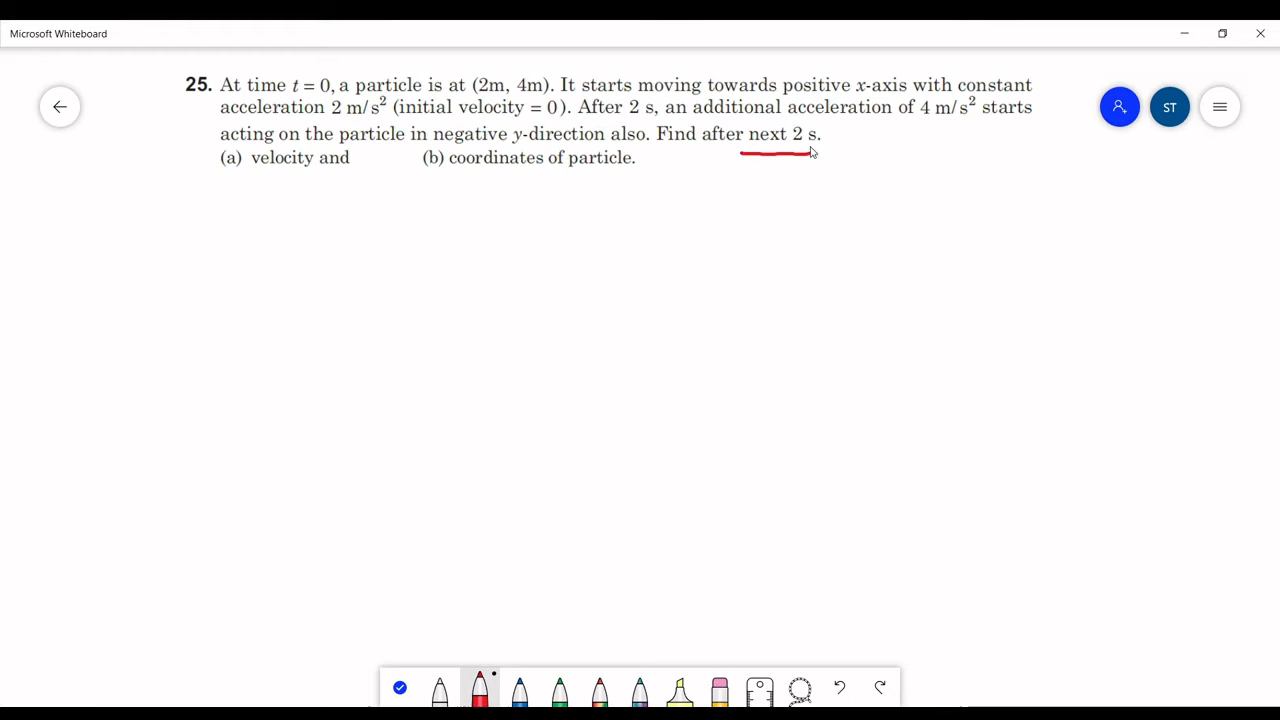 Microsoft Whiteboard
25. At time t = 0, a particle is at (2m, 4m). It starts moving towards positive x-axis with constant
acceleration 2 m/s² (initial velocity = 0). After 2 s, an additional acceleration of 4 m/s² starts
acting on the particle in negative y-direction also. Find after next 2 s.
(a) velocity and (b) coordinates of particle.
ST